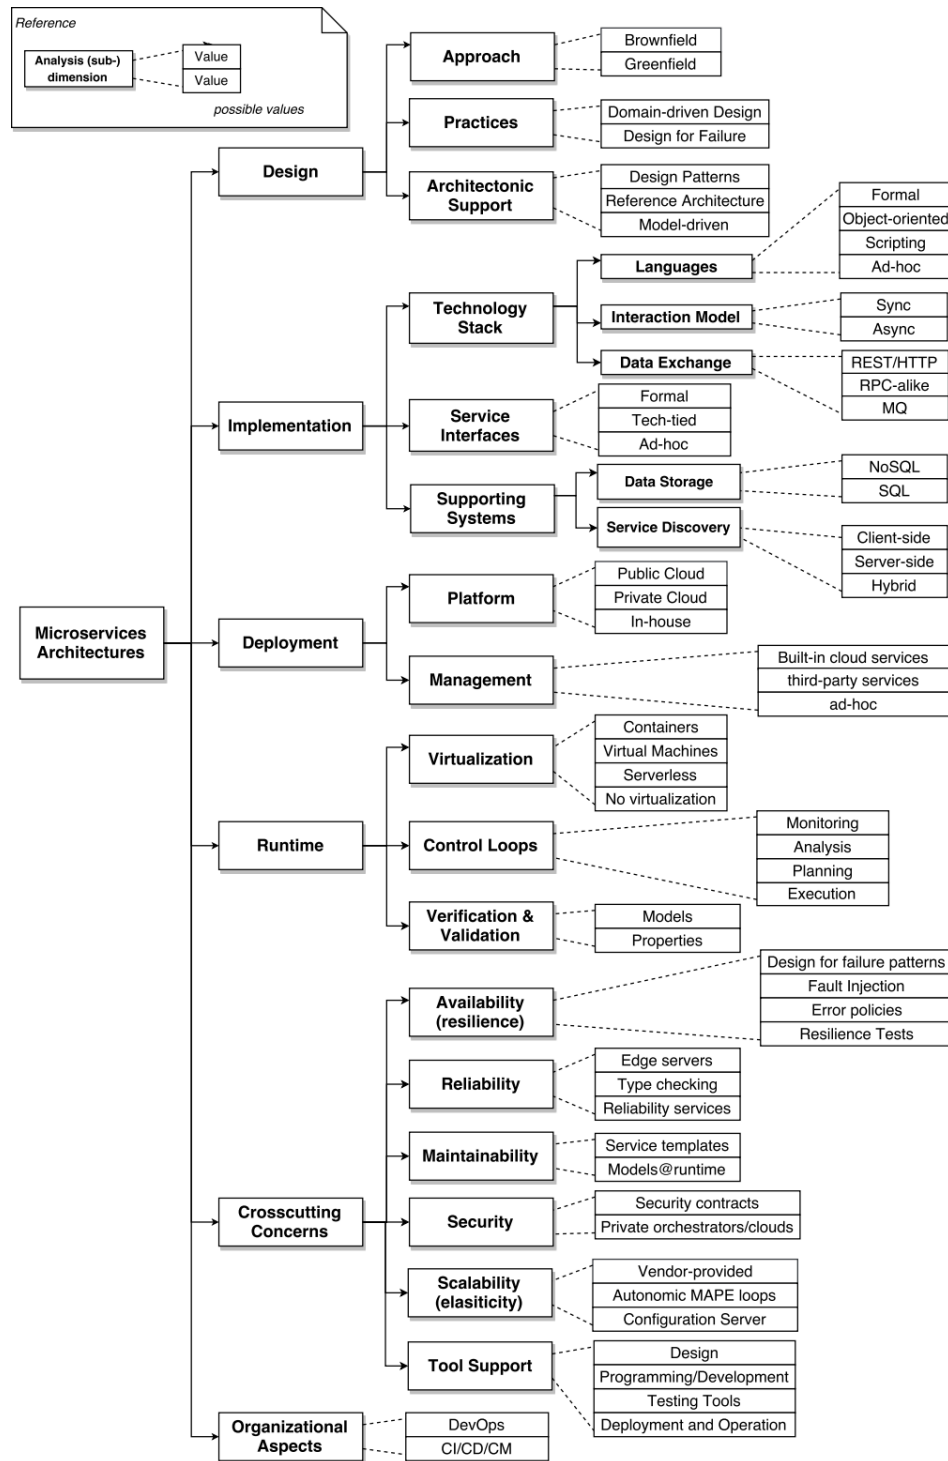 Reference
Analysis (sub-)
dimension
Value
Value
possible values
Microservices
Architectures
Design
Approach
Brownfield
Greenfield
Practices
Domain-driven Design
Design for Failure
Architectonic
Support
Design Patterns
Reference Architecture
Model-driven
Implementation
Technology
Stack
Languages
Formal
Object-oriented
Scripting
Ad-hoc
Interaction Model
Sync
Async
Data Exchange
REST/HTTP
RPC-alike
MQ
Service
Interfaces
Formal
Tech-tied
Ad-hoc
Supporting
Systems
Data Storage
NoSQL
SQL
Service Discovery
Client-side
Server-side
Hybrid
Deployment
Platform
Public Cloud
Private Cloud
In-house
Management
Built-in cloud services
third-party services
ad-hoc
Runtime
Virtualization
Containers
Virtual Machines
Serverless
No virtualization
Control Loops
Monitoring
Analysis
Planning
Execution
Verification &
Validation
Models
Properties
Crosscutting
Concerns
Availability
(resilience)
Design for failure patterns
Fault Injection
Error policies
Resilience Tests
Reliability
Edge servers
Type checking
Reliability services
Maintainability
Service templates
Models@runtime
Security
Security contracts
Private orchestrators/clouds
Scalability
(elasiticity)
Vendor-provided
Autonomic MAPE loops
Configuration Server
Tool Support
Design
Programming/Development
Testing Tools
Deployment and Operation
Organizational
Aspects
DevOps
CI/CD/CM